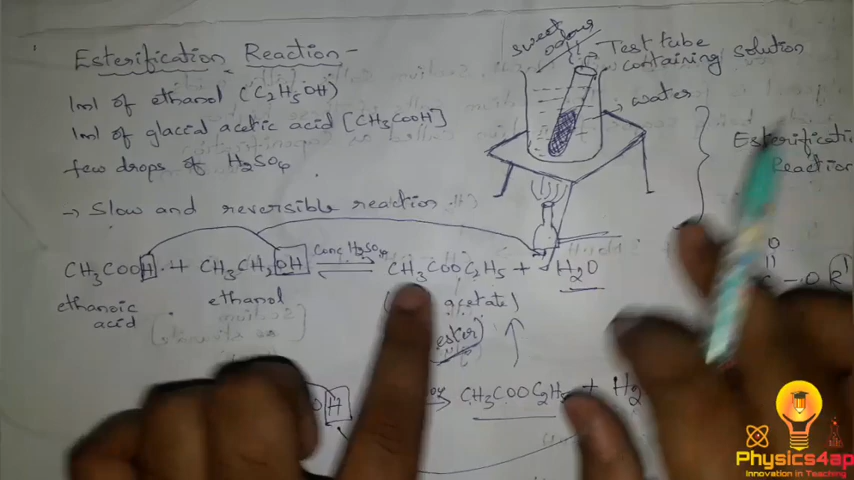 Esterification Reaction -
1ml of ethanol (C2H5OH)
1ml of glacial acetic acid [CH3COOH]
few drops of H2SO4
→ Slow and reversible reaction
sweet odour
Test tube containing solution
water
Esterificatio
Reaction
CH3COOH + CH3CH2OH ⇌ CH3COOC2H5 + H2O
Conc H2SO4
ethanoic acid
ethanol
acetate)
ester)
H
CH3COOC2H5 + H2
O
|| 
- O R'
Physics4ap
Innovation in Teaching